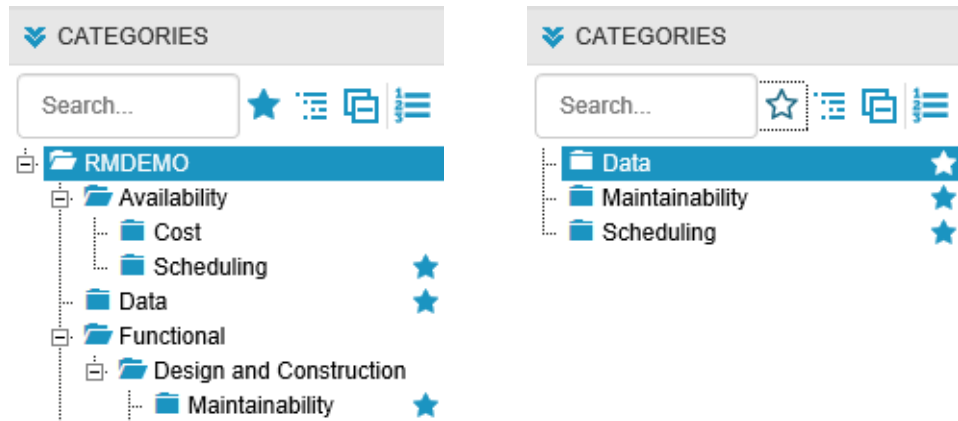 CATEGORIES
Search...
RMDEMO
Availability
Cost
Scheduling
Data
Functional
Design and Construction
Maintainability
CATEGORIES
Search...
Data
Maintainability
Scheduling